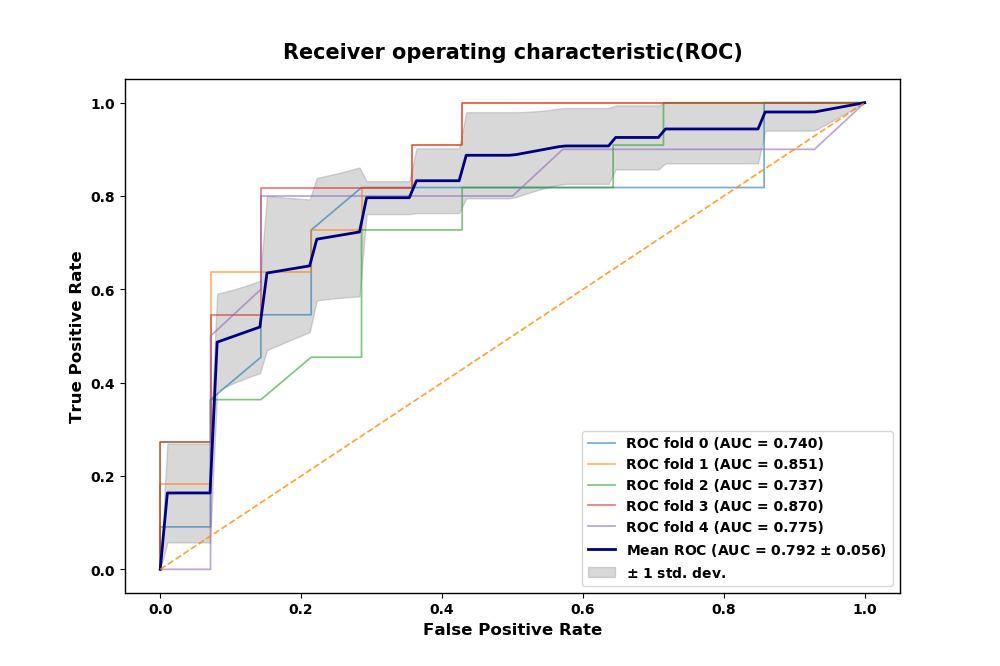 Receiver operating characteristic(ROC)
True Positive Rate
1.0
0.8
0.6
0.4
0.2
0.0
0.0 0.2 0.4 0.6 0.8 1.0
False Positive Rate
ROC fold 0 (AUC = 0.740)
ROC fold 1 (AUC = 0.851)
ROC fold 2 (AUC = 0.737)
ROC fold 3 (AUC = 0.870)
ROC fold 4 (AUC = 0.775)
Mean ROC (AUC = 0.792 ± 0.056)
± 1 std. dev.